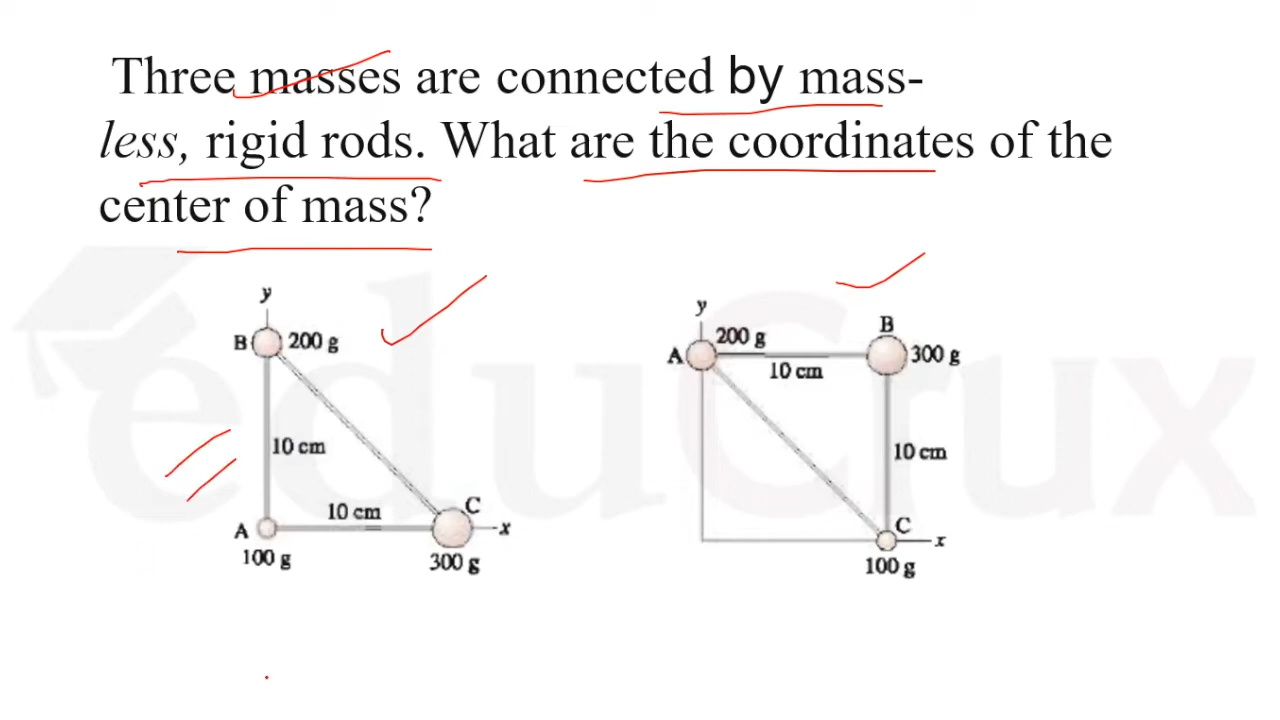 Three masses are connected by mass-
less, rigid rods. What are the coordinates of the
center of mass?
y
B 200 g
10 cm
10 cm
A
C
x
100 g
300 g
y
200 g
B
A
300 g
10 cm
10 cm
C
x
100 g
eduCrux